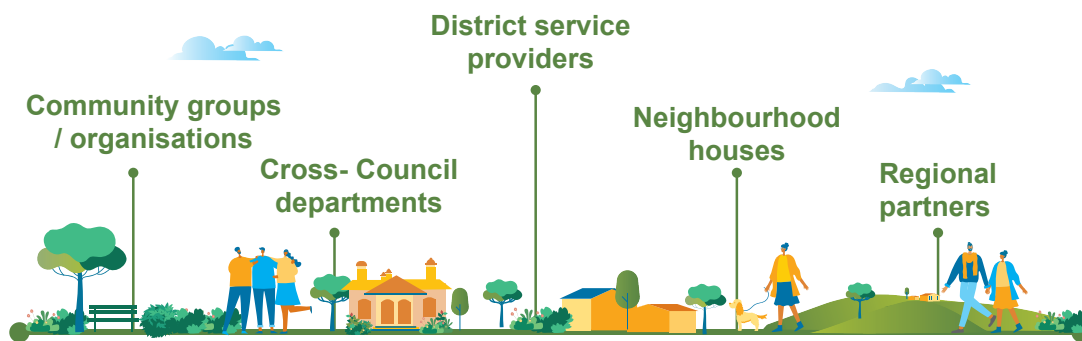 Community groups
/ organisations
Cross- Council
departments
District service
providers
Neighbourhood
houses
Regional
partners